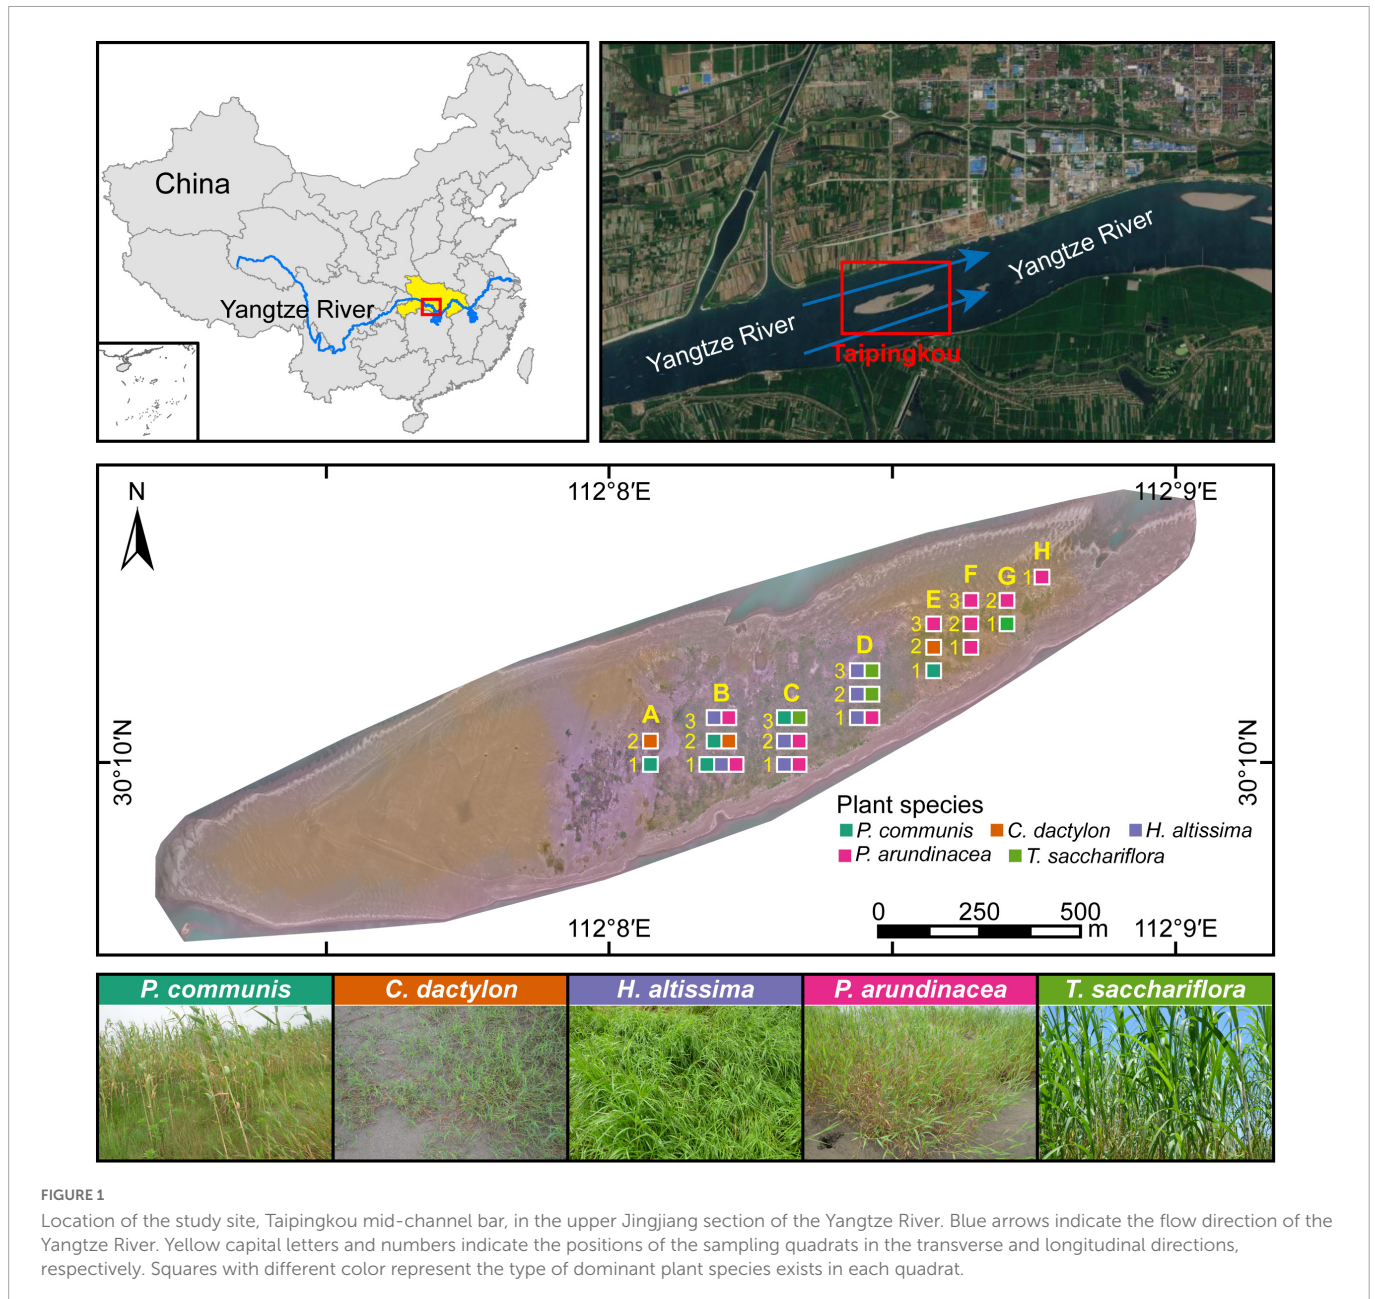 China
Yangtze River
Yangtze River
Yangtze River
Taipingkou
N
112°8′E
112°9′E
30°10′N
30°10′N
H
1
F
G
3
2
E
3
2
1
2
1
1
D
3
2
1
A
B
C
3
3
2
2
2
1
1
1
Plant species
P. communis
C. dactylon
H. altissima
P. arundinacea
T. sacchariflora
0
250
500
m
112°8′E
112°9′E
P. communis
C. dactylon
H. altissima
P. arundinacea
T. sacchariflora
FIGURE 1
Location of the study site, Taipingkou mid-channel bar, in the upper Jingjiang section of the Yangtze River. Blue arrows indicate the flow direction of the
Yangtze River. Yellow capital letters and numbers indicate the positions of the sampling quadrats in the transverse and longitudinal directions,
respectively. Squares with different color represent the type of dominant plant species exists in each quadrat.